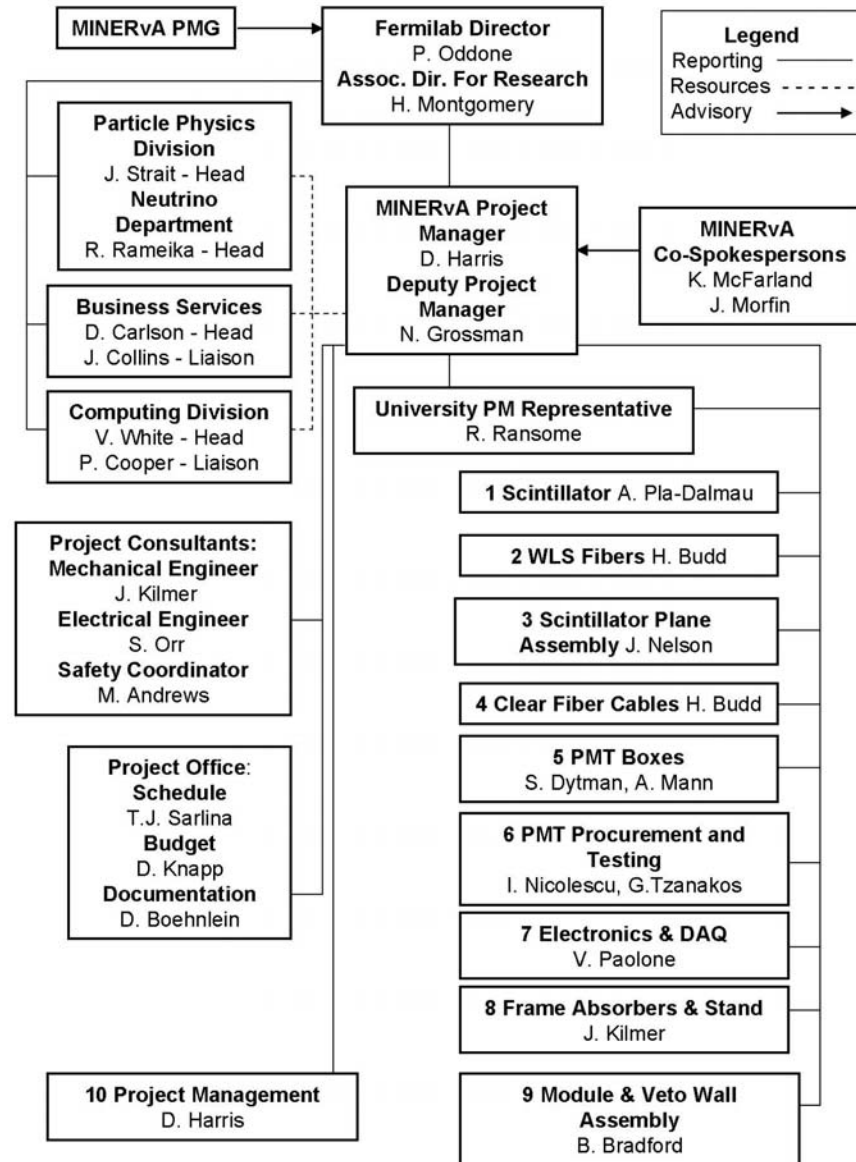 MINERvA PMG
Fermilab Director
P. Oddone
Assoc. Dir. For Research
H. Montgomery
Legend
Reporting
Resources
Advisory
Particle Physics
Division
J. Strait - Head
Neutrino
Department
R. Rameika - Head
MINERvA Project
Manager
D. Harris
Deputy Project
Manager
N. Grossman
MINERvA
Co-Spokespersons
K. McFarland
J. Morfin
Business Services
D. Carlson - Head
J. Collins - Liaison
Computing Division
V. White - Head
P. Cooper - Liaison
University PM Representative
R. Ransome
Project Consultants:
Mechanical Engineer
J. Kilmer
Electrical Engineer
S. Orr
Safety Coordinator
M. Andrews
Project Office:
Schedule
T.J. Sarlina
Budget
D. Knapp
Documentation
D. Boehnlein
10 Project Management
D. Harris
1 Scintillator A. Pla-Dalmau
2 WLS Fibers H. Budd
3 Scintillator Plane
Assembly J. Nelson
4 Clear Fiber Cables H. Budd
5 PMT Boxes
S. Dytman, A. Mann
6 PMT Procurement and
Testing
I. Nicolescu, G.Tzanakos
7 Electronics & DAQ
V. Paolone
8 Frame Absorbers & Stand
J. Kilmer
9 Module & Veto Wall
Assembly
B. Bradford